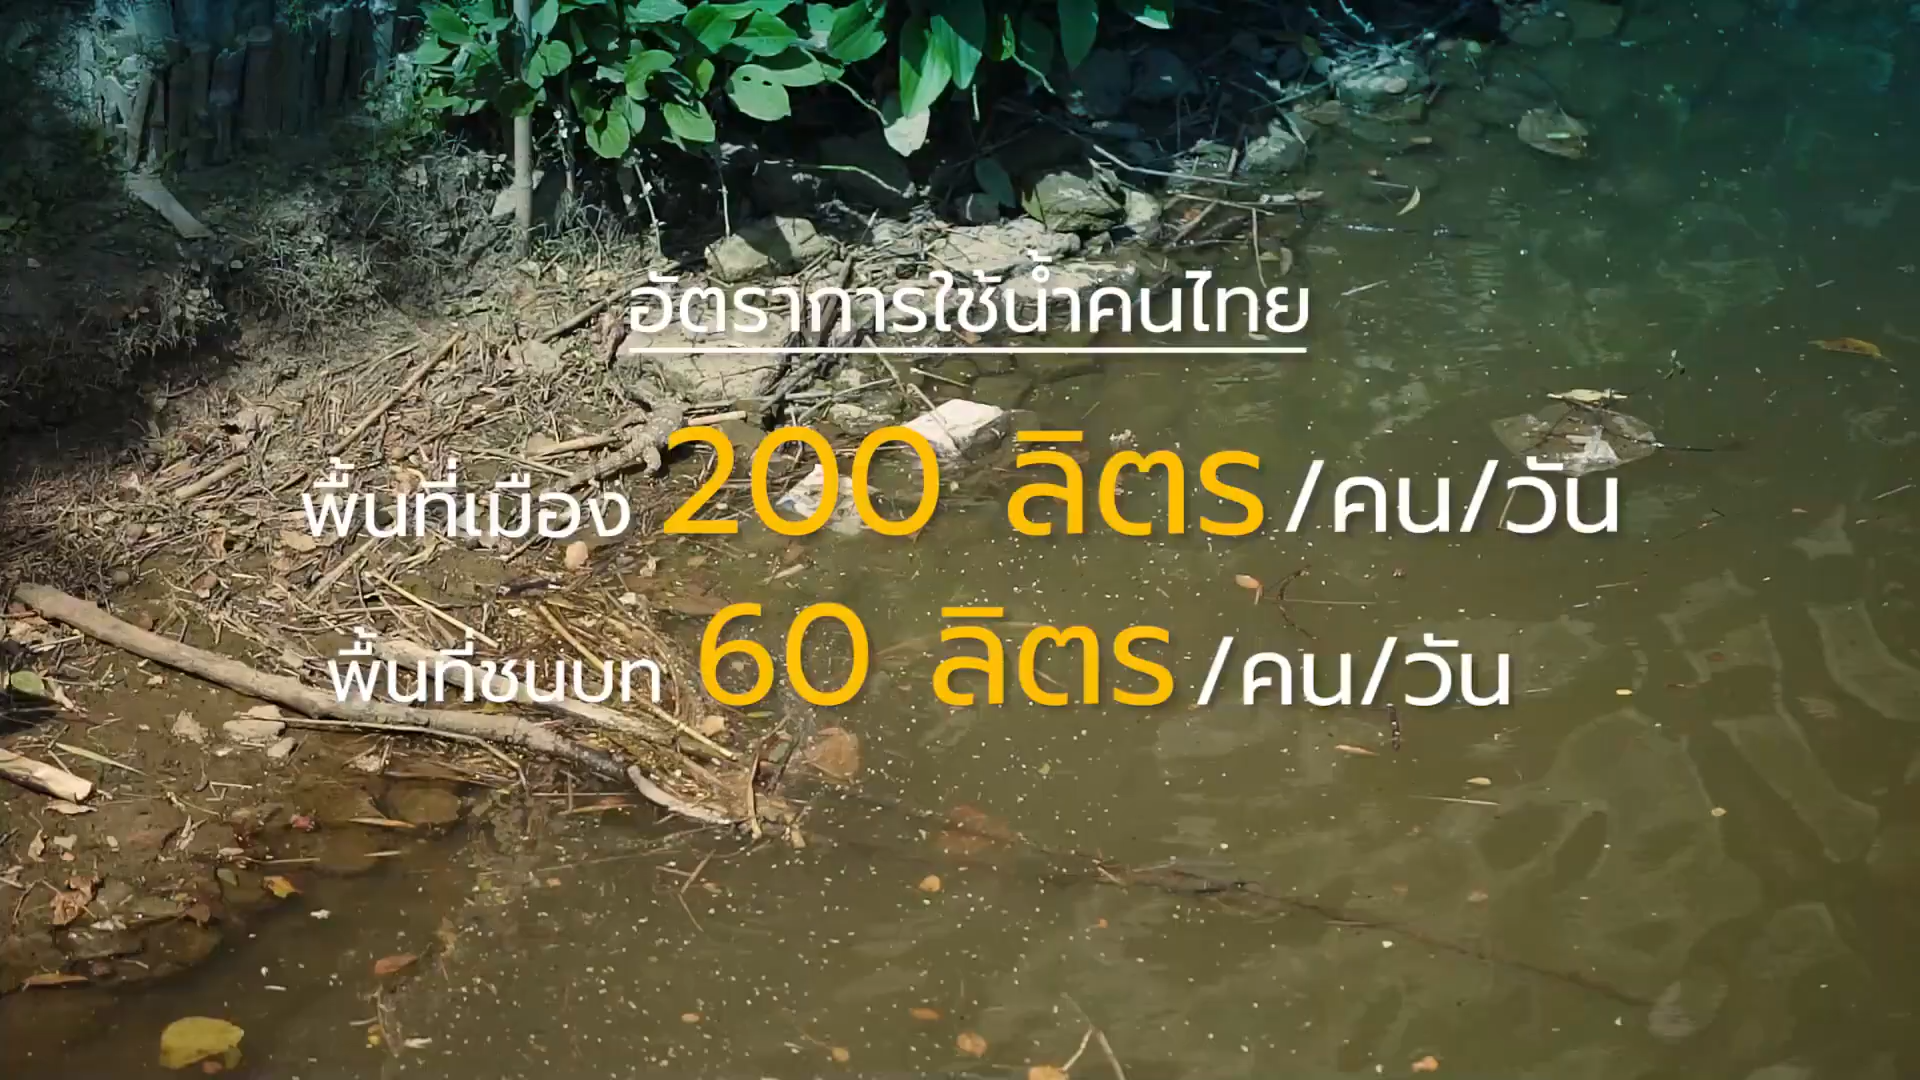 อัตราการใช้น้ำคนไทย
พื้นที่เมือง 200 ลิตร/คน/วัน
พื้นที่ชนบท 60 ลิตร/คน/วัน